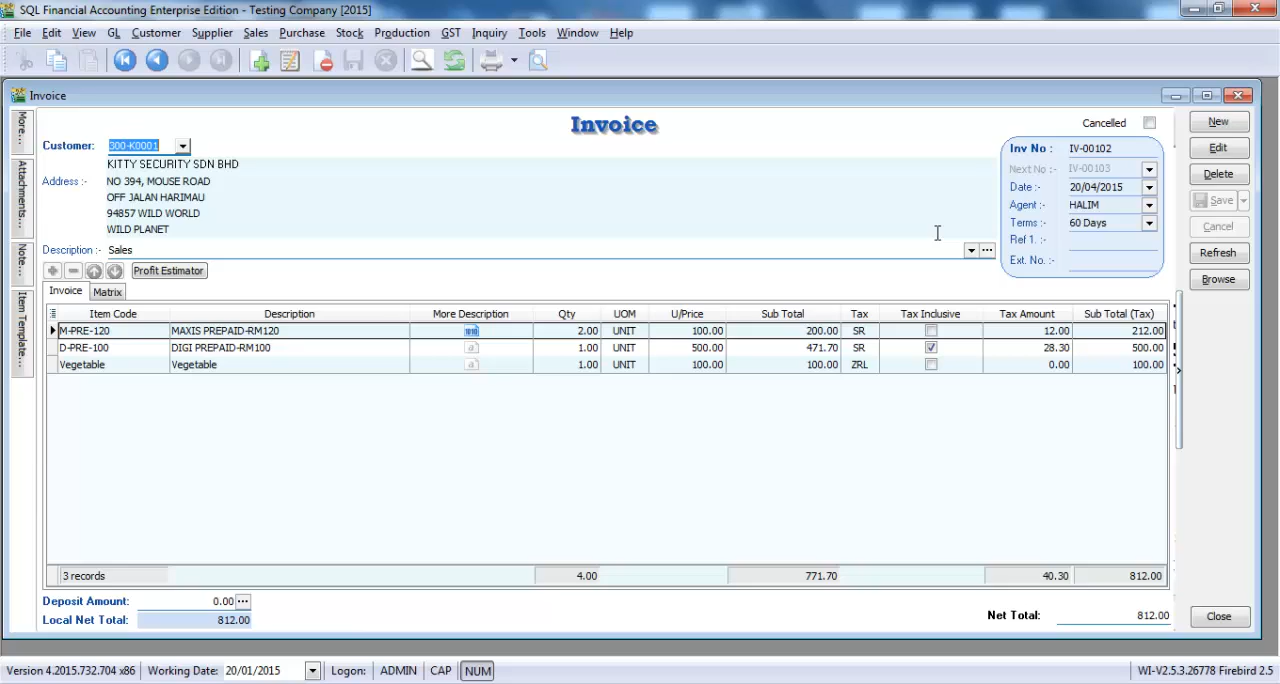 SQL Financial Accounting Enterprise Edition - Testing Company [2015]
File Edit View GL Customer Supplier Sales Purchase Stock Production GST Inquiry Tools Window Help
Invoice
More...
Attachments...
Note...
Item Template...
Invoice
Cancelled
Customer: 300-K0001
KITTY SECURITY SDN BHD
Address :- NO 394, MOUSE ROAD
OFF JALAN HARIMAU
94857 WILD WORLD
WILD PLANET
Description :- Sales
Inv No : IV-00102
Next No :- IV-00103
Date :- 20/04/2015
Agent :- HALIM
Terms :- 60 Days
Ref 1. :-
Ext. No. :-
New
Edit
Delete
Save
Cancel
Refresh
Browse
Profit Estimator
Invoice Matrix
Item Code Description More Description Qty UOM U/Price Sub Total Tax Tax Inclusive Tax Amount Sub Total (Tax)
M-PRE-120 MAXIS PREPAID-RM120 2.00 UNIT 100.00 200.00 SR 12.00 212.00
D-PRE-100 DIGI PREPAID-RM100 1.00 UNIT 500.00 471.70 SR 28.30 500.00
Vegetable Vegetable 1.00 UNIT 100.00 100.00 ZRL 0.00 100.00
3 records 4.00 771.70 40.30 812.00
Deposit Amount: 0.00
Local Net Total: 812.00
Net Total: 812.00
Close
Version 4.2015.732.704 x86 Working Date: 20/01/2015 Logon: ADMIN CAP NUM WI-V2.5.3.26778 Firebird 2.5